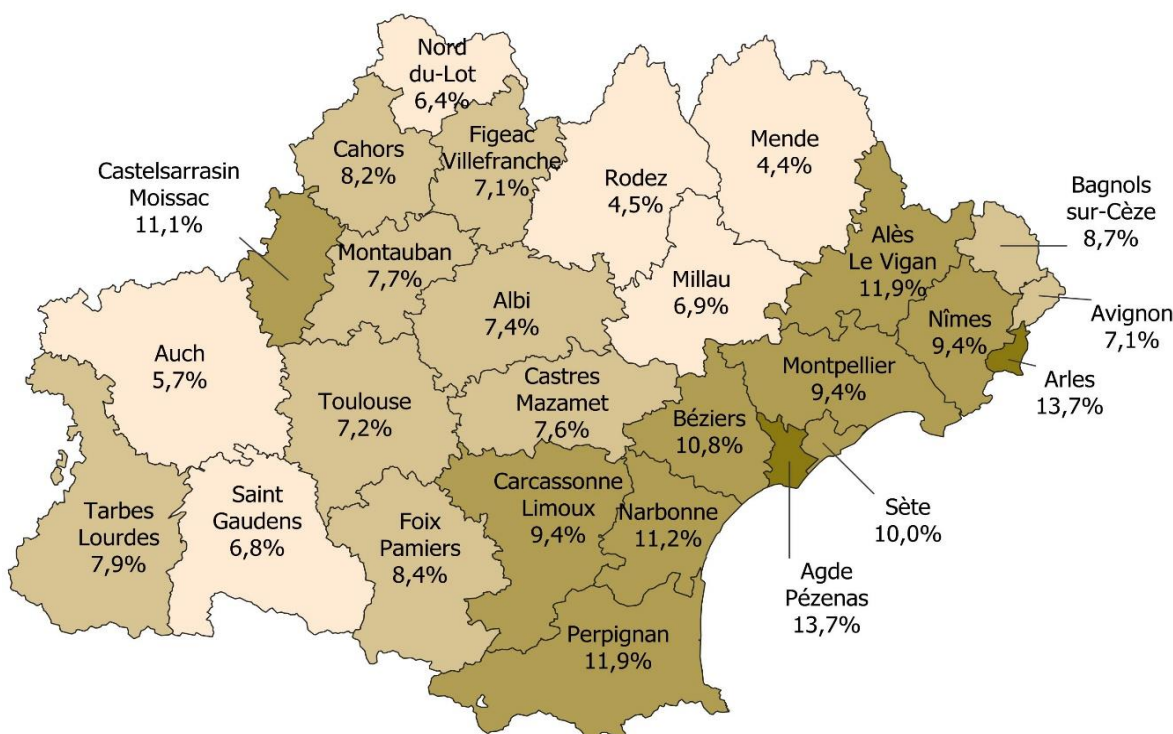 Nord
du-Lot
6,4%
Cahors
8,2%
Figeac
Villefranche
7,1%
Castelsarrasin
Moissac
11,1%
Rodez
4,5%
Mende
4,4%
Bagnols
sur-Cèze
8,7%
Montauban
7,7%
Alès
Le Vigan
11,9%
Millau
6,9%
Albi
7,4%
Nîmes
9,4%
Avignon
7,1%
Auch
5,7%
Arles
13,7%
Montpellier
9,4%
Toulouse
7,2%
Castres
Mazamet
7,6%
Béziers
10,8%
Carcassonne
Limoux
9,4%
Narbonne
11,2%
Sète
10,0%
Saint
Gaudens
6,8%
Tarbes
Lourdes
7,9%
Foix
Pamiers
8,4%
Agde
Pézenas
13,7%
Perpignan
11,9%